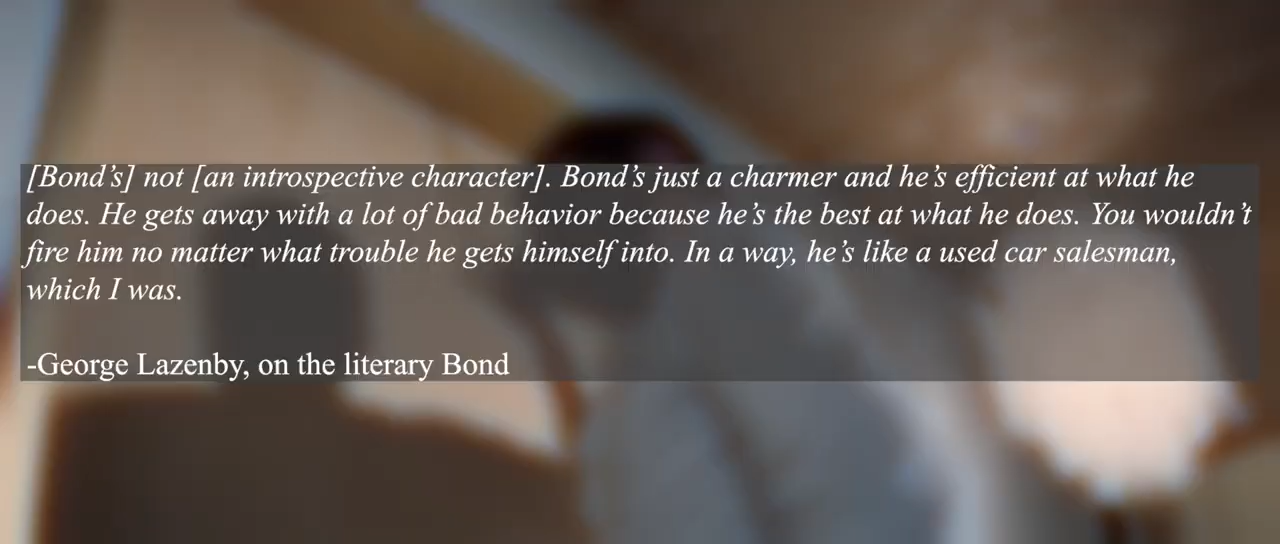 [Bond’s] not [an introspective character]. Bond’s just a charmer and he’s efficient at what he
does. He gets away with a lot of bad behavior because he’s the best at what he does. You wouldn’t
fire him no matter what trouble he gets himself into. In a way, he’s like a used car salesman,
which I was.
-George Lazenby, on the literary Bond